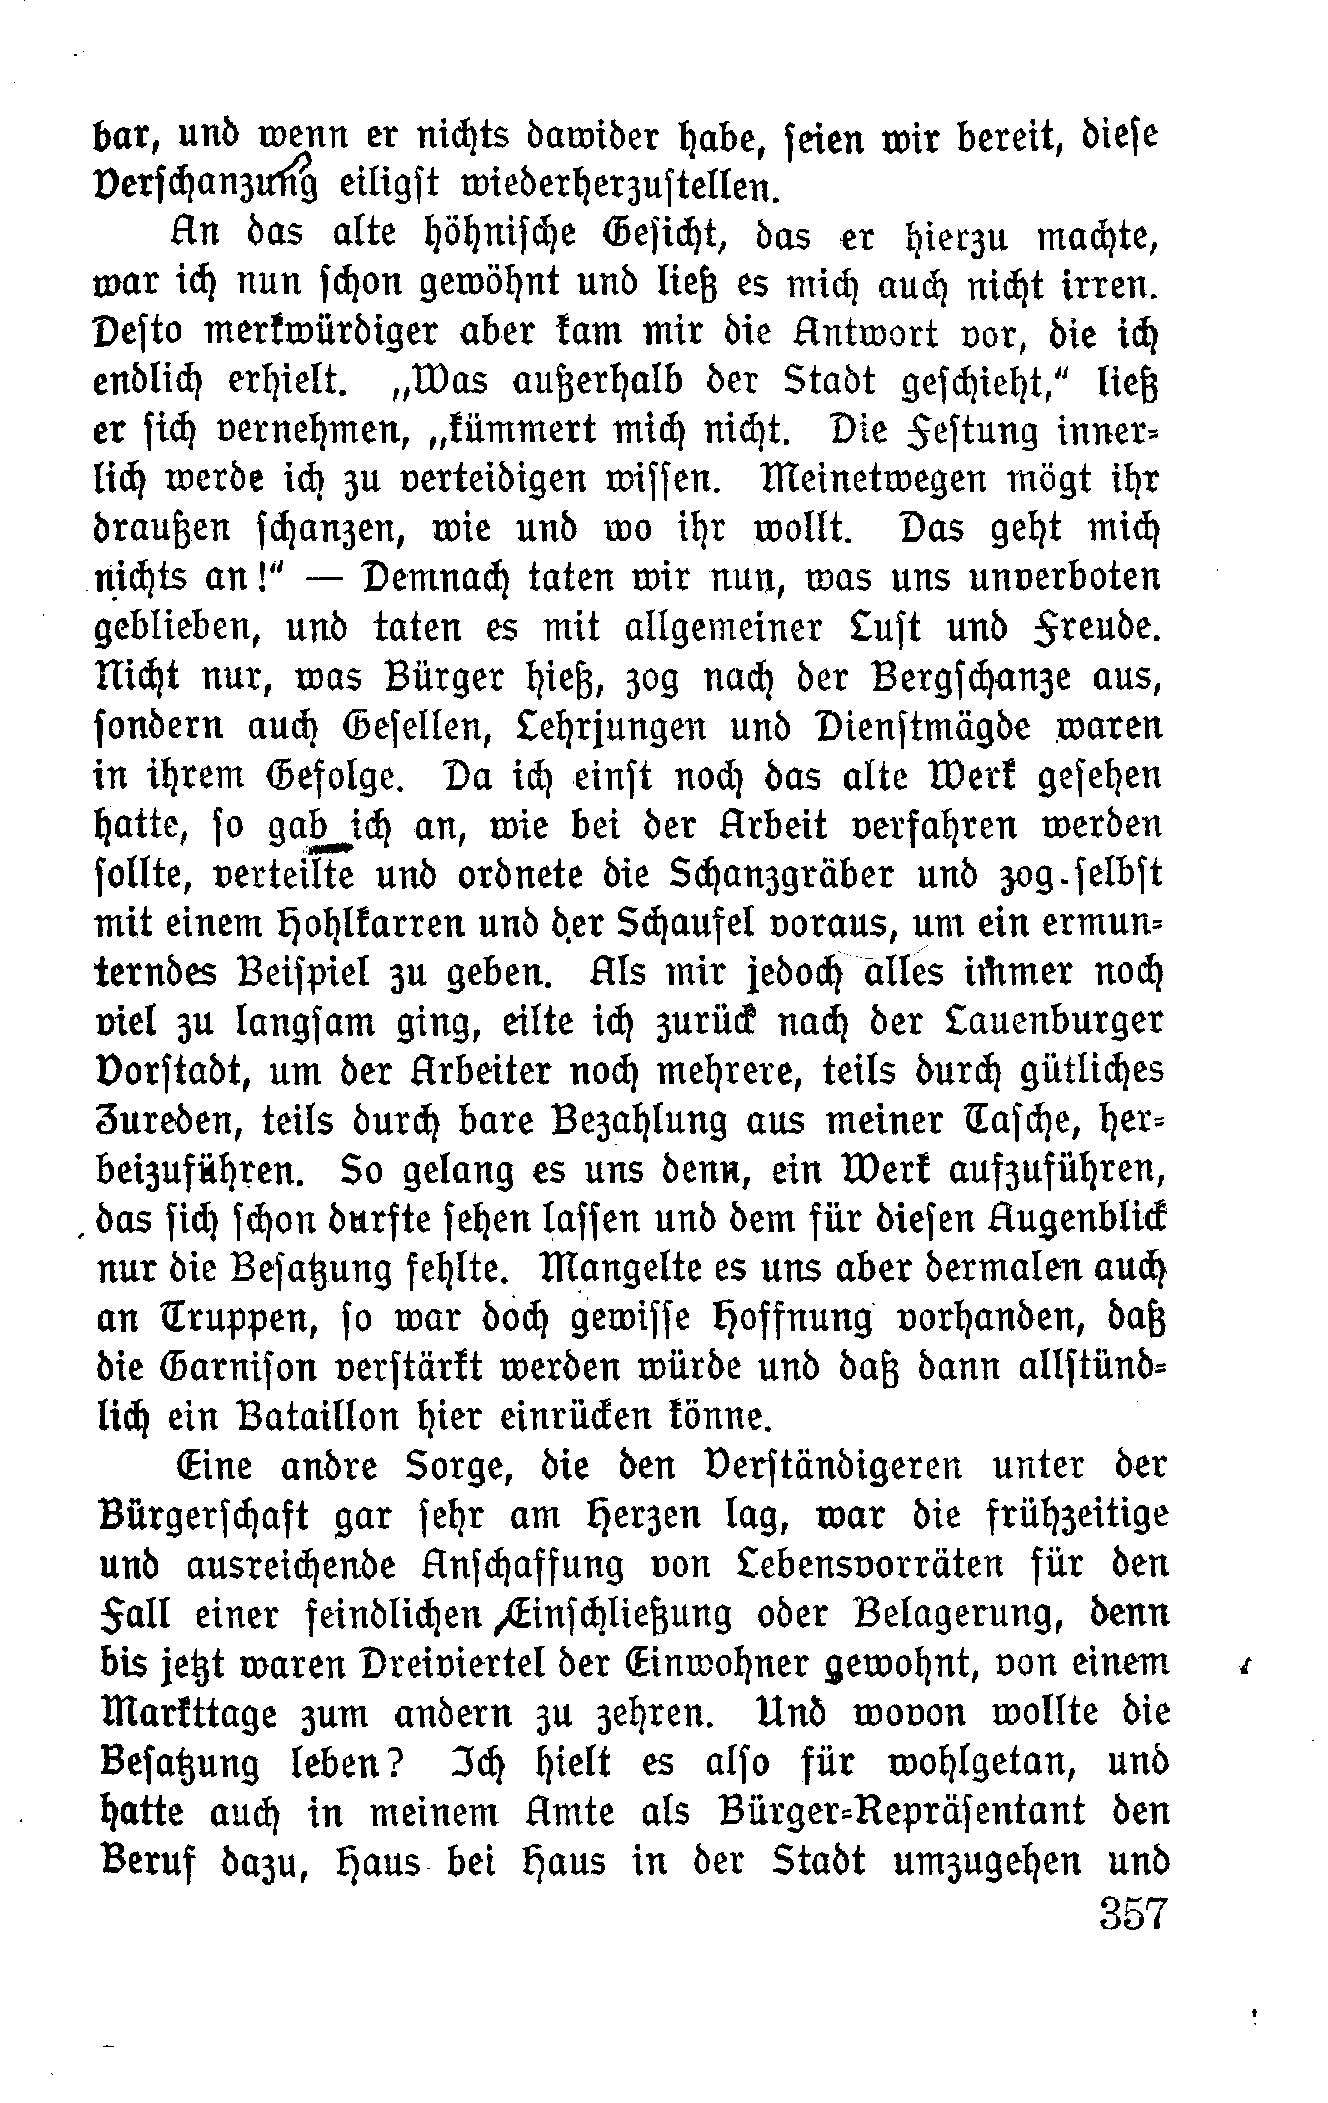 bar, und wenn er nichts dawider habe, seien wir bereit, diese
Verschanzung eiligst wiederherzustellen.
An das alte höhnische Gesicht, das er hierzu machte,
war ich nun schon gewöhnt und ließ es mich auch nicht irren.
Desto merkwürdiger aber kam mir die Antwort vor, die ich
endlich erhielt. „Was außerhalb der Stadt geschieht,“ ließ
er sich vernehmen, „kümmert mich nicht. Die Festung inner-
lich werde ich zu verteidigen wissen. Meinetwegen mögt ihr
draußen schanzen, wie und wo ihr wollt. Das geht mich
nichts an!“ — Demnach taten wir nun, was uns unverboten
geblieben, und taten es mit allgemeiner Lust und Freude.
Nicht nur, was Bürger hieß, zog nach der Bergschanze aus,
sondern auch Gesellen, Lehrjungen und Dienstmägde waren
in ihrem Gefolge. Da ich einst noch das alte Werk gesehen
hatte, so gab ich an, wie bei der Arbeit verfahren werden
sollte, verteilte und ordnete die Schanzgräber und zog selbst
mit einem Hohlkarren und der Schaufel voraus, um ein ermun-
terndes Beispiel zu geben. Als mir jedoch alles immer noch
viel zu langsam ging, eilte ich zurück nach der Lauenburger
Vorstadt, um der Arbeiter noch mehrere, teils durch gütliches
Zureden, teils durch bare Bezahlung aus meiner Tasche, her-
beizuführen. So gelang es uns denn, ein Werk aufzuführen,
das sich schon durfte sehen lassen und dem für diesen Augenblick
nur die Besatzung fehlte. Mangelte es uns aber dermalen auch
an Truppen, so war doch gewisse Hoffnung vorhanden, daß
die Garnison verstärkt werden würde und daß dann allstünd-
lich ein Bataillon hier einrücken könne.
Eine andre Sorge, die den Verständigeren unter der
Bürgerschaft gar sehr am Herzen lag, war die frühzeitige
und ausreichende Anschaffung von Lebensvorräten für den
Fall einer feindlichen Einschließung oder Belagerung, denn
bis jetzt waren Dreiviertel der Einwohner gewohnt, von einem
Markttage zum andern zu zehren. Und wovon wollte die
Besatzung leben? Ich hielt es also für wohlgetan, und
hatte auch in meinem Amte als Bürger-Repräsentant den
Beruf dazu, Haus bei Haus in der Stadt umzugehen und
357